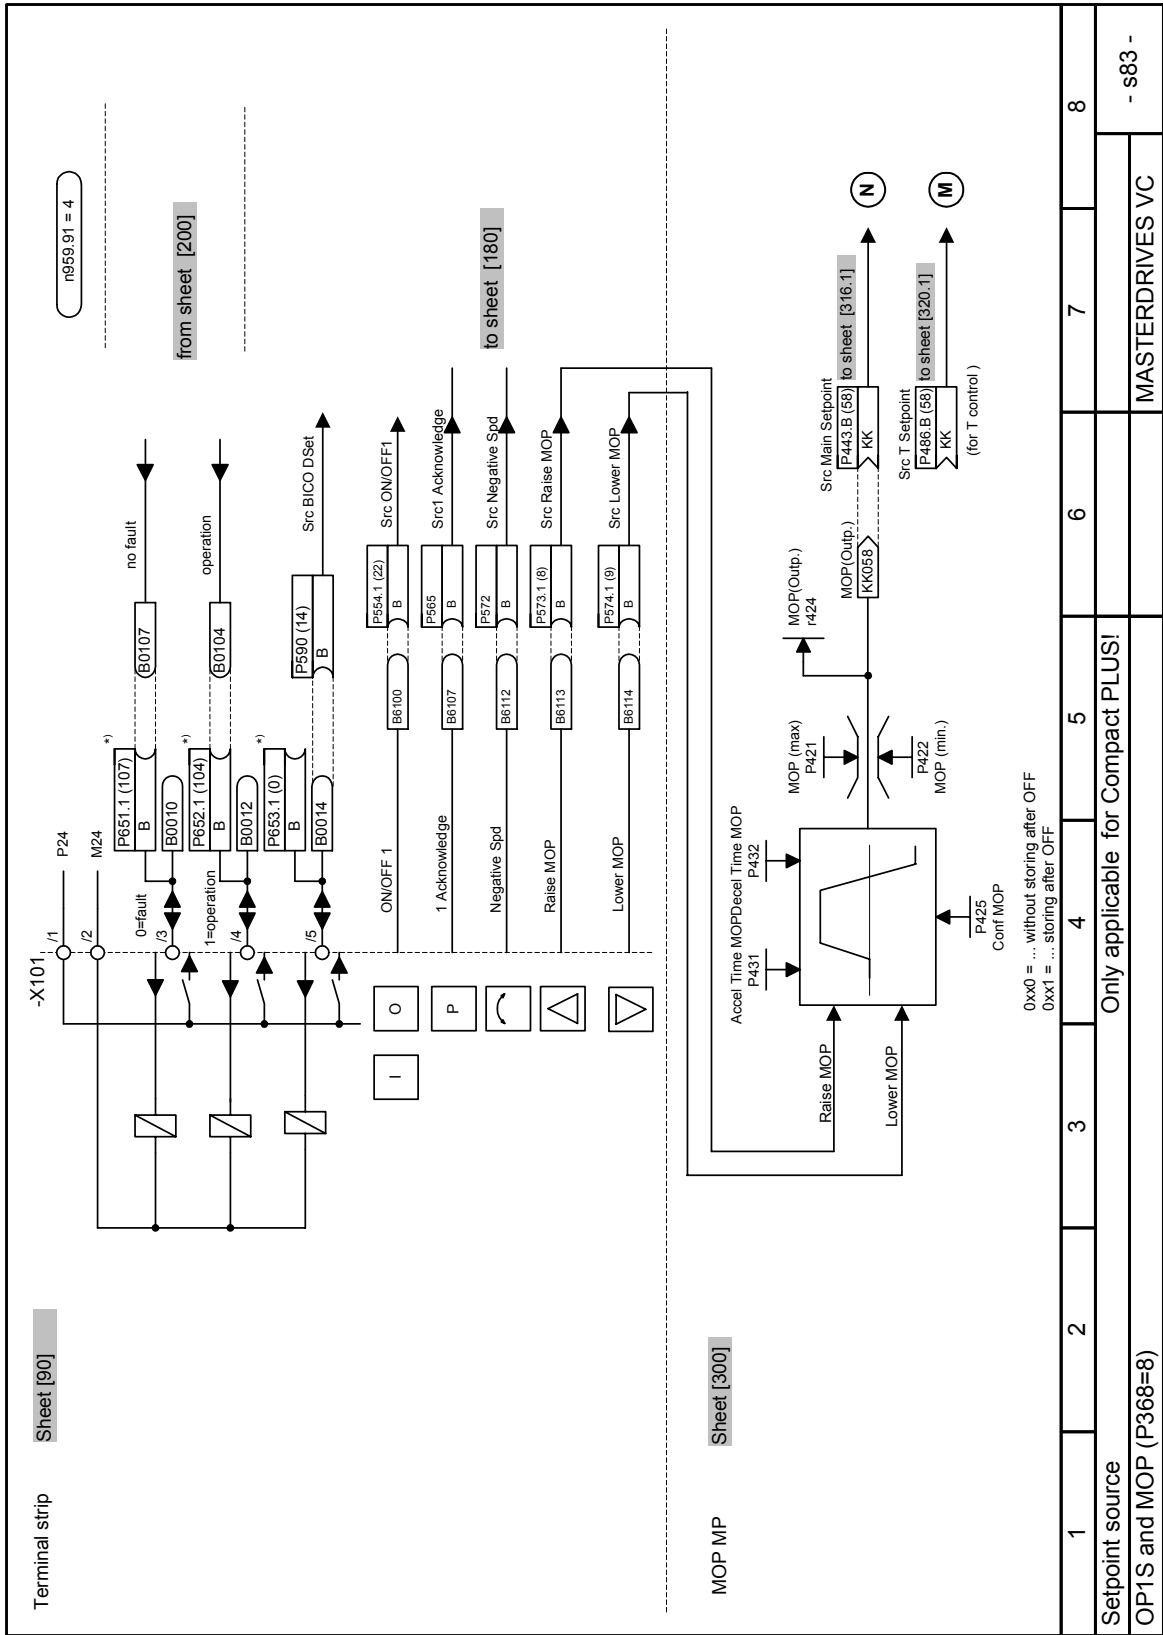 n959.91 = 4
Terminal strip
Sheet [90]
-X101
/1
P24
/2
M24
from sheet [200]
0=fault
/3
P651.1 (107)
*)
B
B0010
B0107
no fault
1=operation
/4
P652.1 (104)
*)
B
B0012
B0104
operation
/5
P653.1 (0)
*)
B
B0014
P590 (14)
B
Src BICO DSet
I
O
ON/OFF 1
B6100
P554.1 (22)
B
Src ON/OFF1
P
1 Acknowledge
B6107
P565
B
Src1 Acknowledge
Negative Spd
B6112
P572
B
Src Negative Spd
to sheet [180]
Raise MOP
B6113
P573.1 (8)
B
Src Raise MOP
Lower MOP
B6114
P574.1 (9)
B
Src Lower MOP
MOP MP
Sheet [300]
Accel Time MOP
P431
Decel Time MOP
P432
Raise MOP
Lower MOP
P425
Conf MOP
MOP (max)
P421
P422
MOP (min.)
MOP(Outp.)
r424
MOP(Outp.)
KK058
Src Main Setpoint
P443.B (58)
KK
to sheet [316.1]
N
Src T Setpoint
P486.B (58)
KK
to sheet [320.1]
(for T control )
M
0xx0 = ... without storing after OFF
0xx1 = ... storing after OFF
1
2
3
4
5
6
7
8
Setpoint source
Only applicable for Compact PLUS!
- s83 -
OP1S and MOP (P368=8)
MASTERDRIVES VC